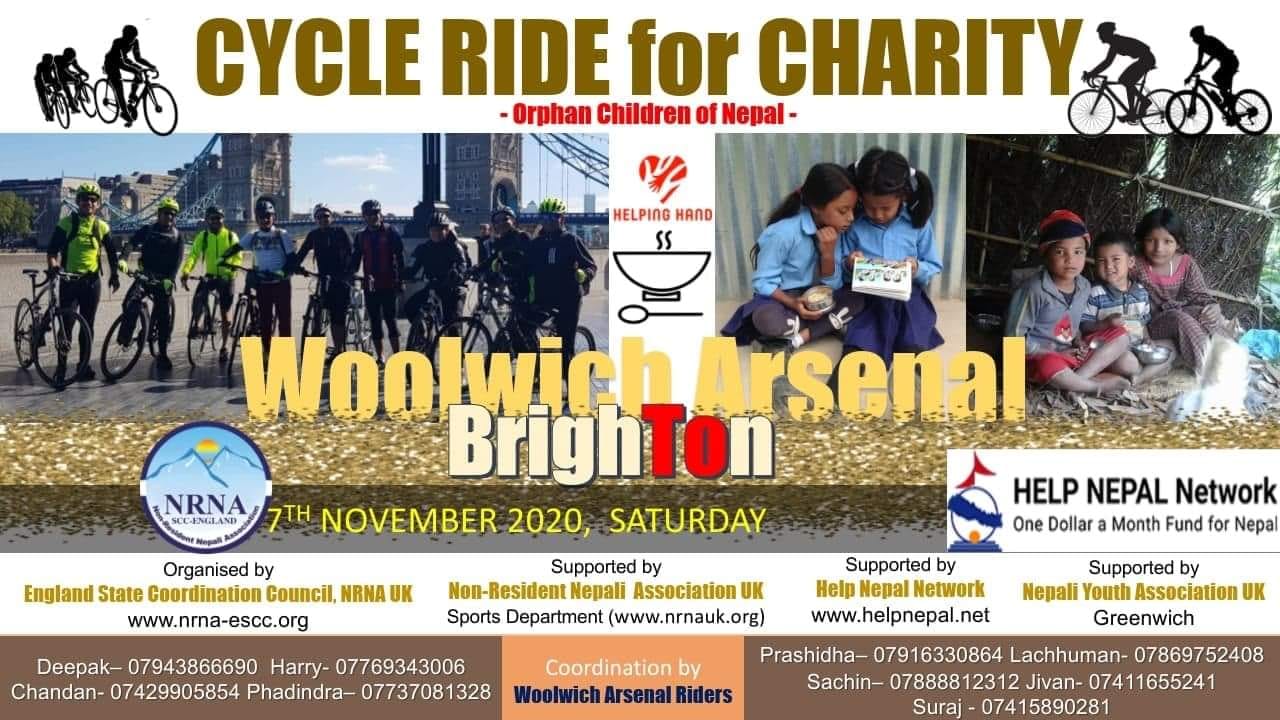 CYCLE RIDE for CHARITY
- Orphan Children of Nepal -
HELPING HAND
Woolwich Arsenal
BrighTon
NRNA
SCC-ENGLAND
Non-Resident Nepali Association
7TH NOVEMBER 2020, SATURDAY
HELP NEPAL Network
One Dollar a Month Fund for Nepal
Organised by
England State Coordination Council, NRNA UK
www.nrna-escc.org
Supported by
Non-Resident Nepali Association UK
Sports Department (www.nrnauk.org)
Supported by
Help Nepal Network
www.helpnepal.net
Supported by
Nepali Youth Association UK
Greenwich
Deepak– 07943866690 Harry- 07769343006
Chandan- 07429905854 Phadindra– 07737081328
Coordination by
Woolwich Arsenal Riders
Prashidha– 07916330864 Lachhuman- 07869752408
Sachin– 07888812312 Jivan- 07411655241
Suraj - 07415890281